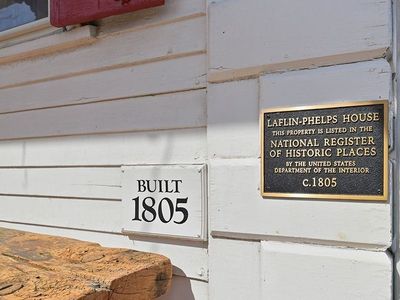 BUILT
1805
LAFLIN-PHELPS HOUSE
THIS PROPERTY IS LISTED IN THE
NATIONAL REGISTER
OF HISTORIC PLACES
BY THE UNITED STATES
DEPARTMENT OF THE INTERIOR
c.1805